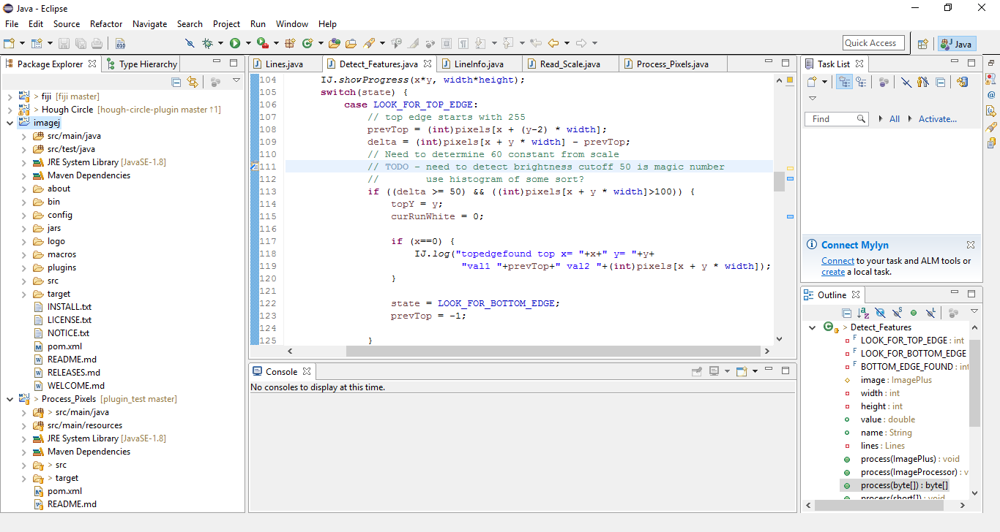 Java - Eclipse
File Edit Source Refactor Navigate Search Project Run Window Help
Quick Access
Java
Package Explorer
Type Hierarchy
> fiji [fiji master]
> Hough Circle [hough-circle-plugin master ↑1]
imagej
src/main/java
src/test/java
JRE System Library [JavaSE-1.8]
Maven Dependencies
about
bin
config
jars
logo
macros
plugins
src
target
INSTALL.txt
LICENSE.txt
NOTICE.txt
pom.xml
README.md
RELEASES.md
WELCOME.md
> Process_Pixels [plugin_test master]
> src/main/java
src/main/resources
JRE System Library [JavaSE-1.8]
Maven Dependencies
> src
> target
pom.xml
README.md
Lines.java
Detect_Features.java
LineInfo.java
Read_Scale.java
Process_Pixels.java
104 IJ.showProgress(x*y, width*height);
105 switch(state) {
106 case LOOK_FOR_TOP_EDGE:
107 // top edge starts with 255
108 prevTop = (int)pixels[x + (y-2) * width];
109 delta = (int)pixels[x + y * width] - prevTop;
110 // Need to determine 60 constant from scale
111 // TODO - need to detect brightness cutoff 50 is magic number
112 // use histogram of some sort?
113 if ((delta >= 50) && ((int)pixels[x + y * width]>100)) {
114 topY = y;
115 curRunWhite = 0;
116
117 if (x==0) {
118 IJ.log("topedgefound top x= "+x+" y= "+y+
119 "val1 "+prevTop+" val2 "+(int)pixels[x + y * width]);
120 }
121
122 state = LOOK_FOR_BOTTOM_EDGE;
123 prevTop = -1;
124
125 }
Console
No consoles to display at this time.
Task List
Find
All
Activate...
Connect Mylyn
Connect to your task and ALM tools or
create a local task.
Outline
> Detect_Features
LOOK_FOR_TOP_EDGE : int
LOOK_FOR_BOTTOM_EDGE
BOTTOM_EDGE_FOUND : int
image : ImagePlus
width : int
height : int
value : double
name : String
lines : Lines
process(ImagePlus) : void
process(ImageProcessor) : v
process(byte[]) : byte[]
process(short[]) : void